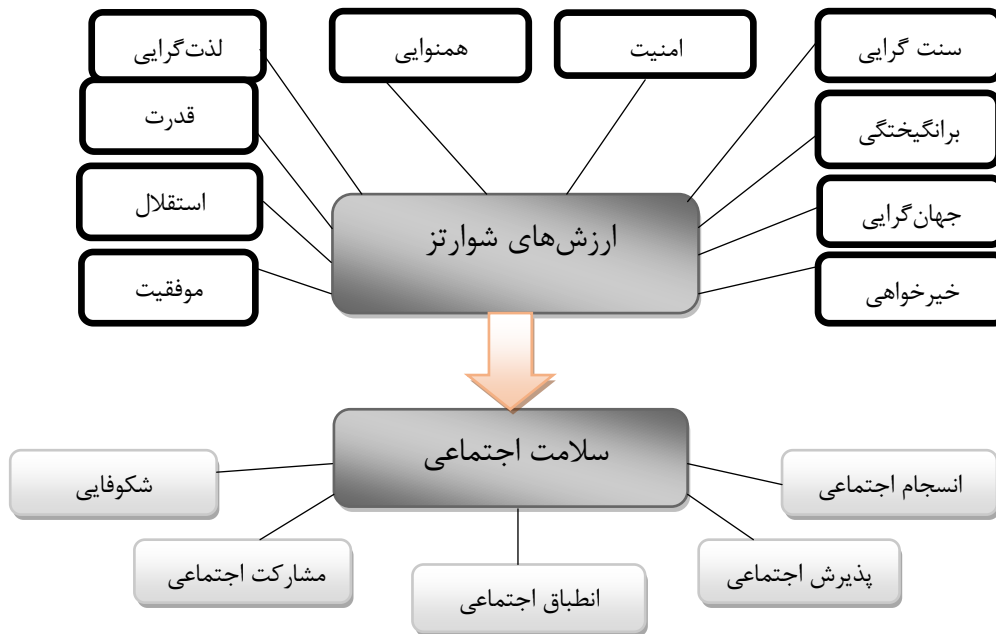 سنت گرایی
امنیت
همنوایی
لذت‌گرایی
برانگیختگی
قدرت
جهان‌گرایی
استقلال
خیرخواهی
موفقیت
ارزش‌های شوارتز
سلامت اجتماعی
انسجام اجتماعی
شکوفایی
پذیرش اجتماعی
مشارکت اجتماعی
انطباق اجتماعی